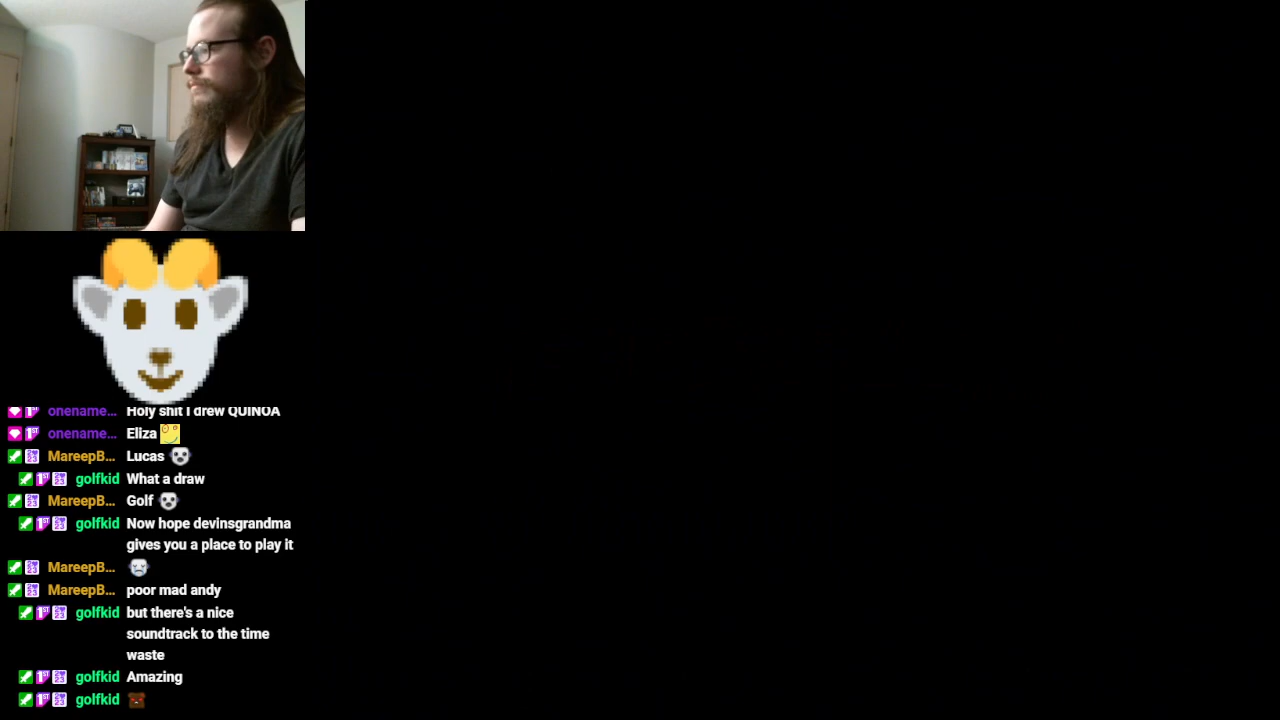 onename... Holy shit I drew QUINOA
onename... Eliza
MareepB... Lucas
golfkid What a draw
MareepB... Golf
golfkid Now hope devinsgrandma
gives you a place to play it
MareepB...
MareepB... poor mad andy
golfkid but there's a nice
soundtrack to the time
waste
golfkid Amazing
golfkid